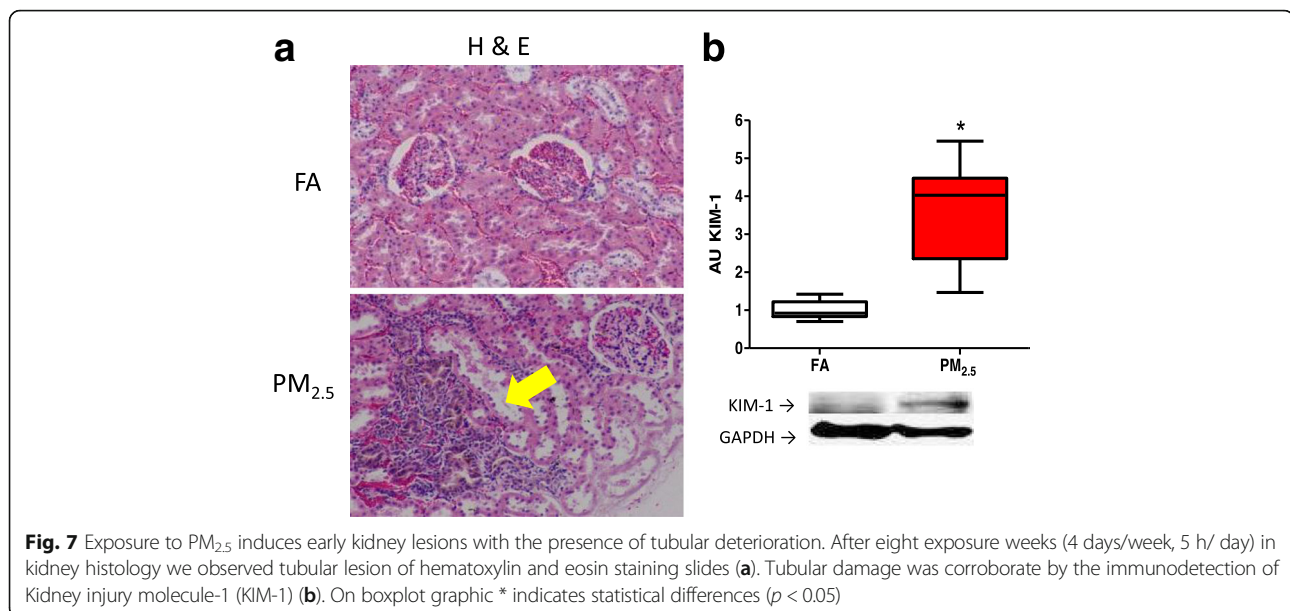 a
H & E
b
FA
PM2.5
AU KIM-1
6
5
4
3
2
1
0
*
FA
PM2.5
KIM-1 →
GAPDH →
Fig. 7 Exposure to PM2.5 induces early kidney lesions with the presence of tubular deterioration. After eight exposure weeks (4 days/week, 5 h/ day) in
kidney histology we observed tubular lesion of hematoxylin and eosin staining slides (a). Tubular damage was corroborate by the immunodetection of
Kidney injury molecule-1 (KIM-1) (b). On boxplot graphic * indicates statistical differences (p < 0.05)